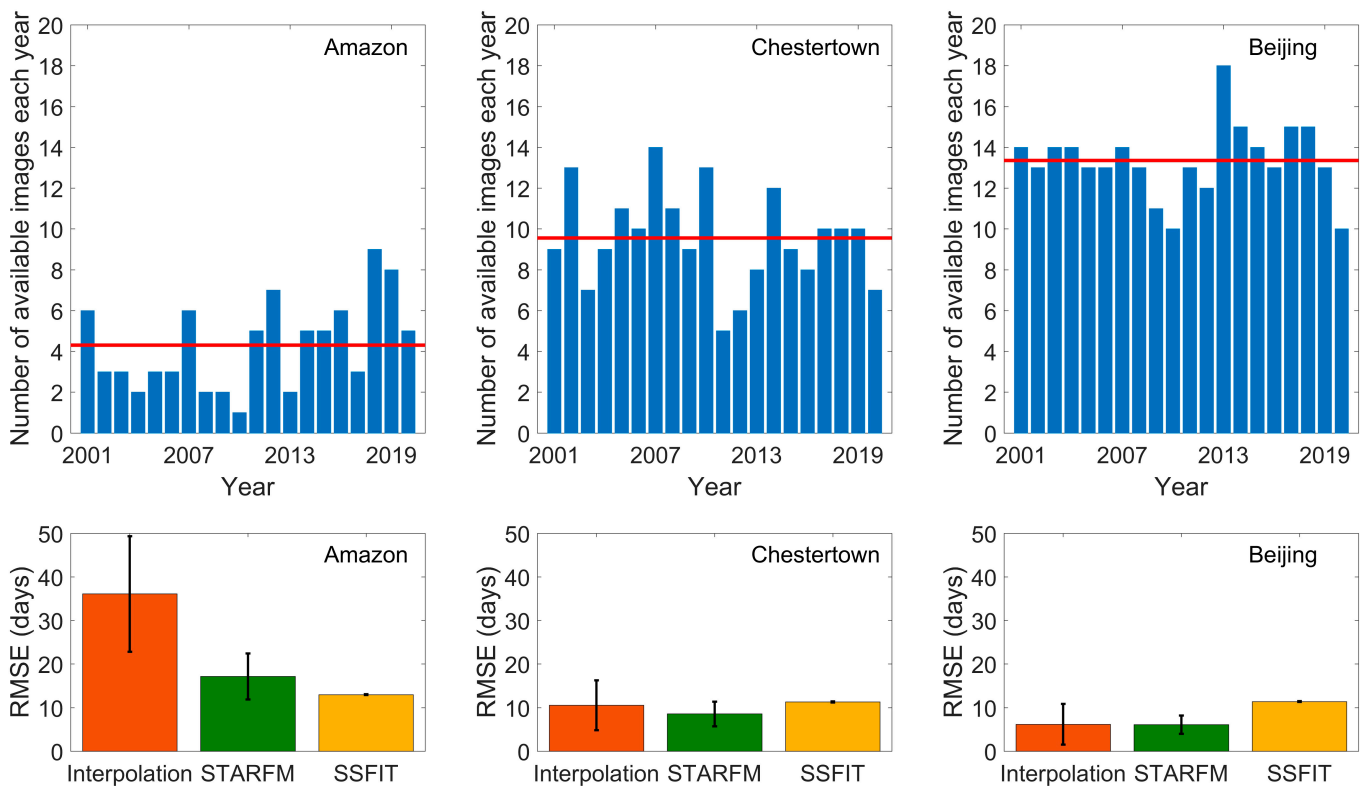 Number of available images each year
20
18
16
14
12
10
8
6
4
2
0
Amazon
2001 2007 2013 2019
Year
Number of available images each year
20
18
16
14
12
10
8
6
4
2
0
Chestertown
2001 2007 2013 2019
Year
Number of available images each year
20
18
16
14
12
10
8
6
4
2
0
Beijing
2001 2007 2013 2019
Year
RMSE (days)
50
40
30
20
10
0
Amazon
Interpolation STARFM SSFIT
RMSE (days)
50
40
30
20
10
0
Chestertown
Interpolation STARFM SSFIT
RMSE (days)
50
40
30
20
10
0
Beijing
Interpolation STARFM SSFIT